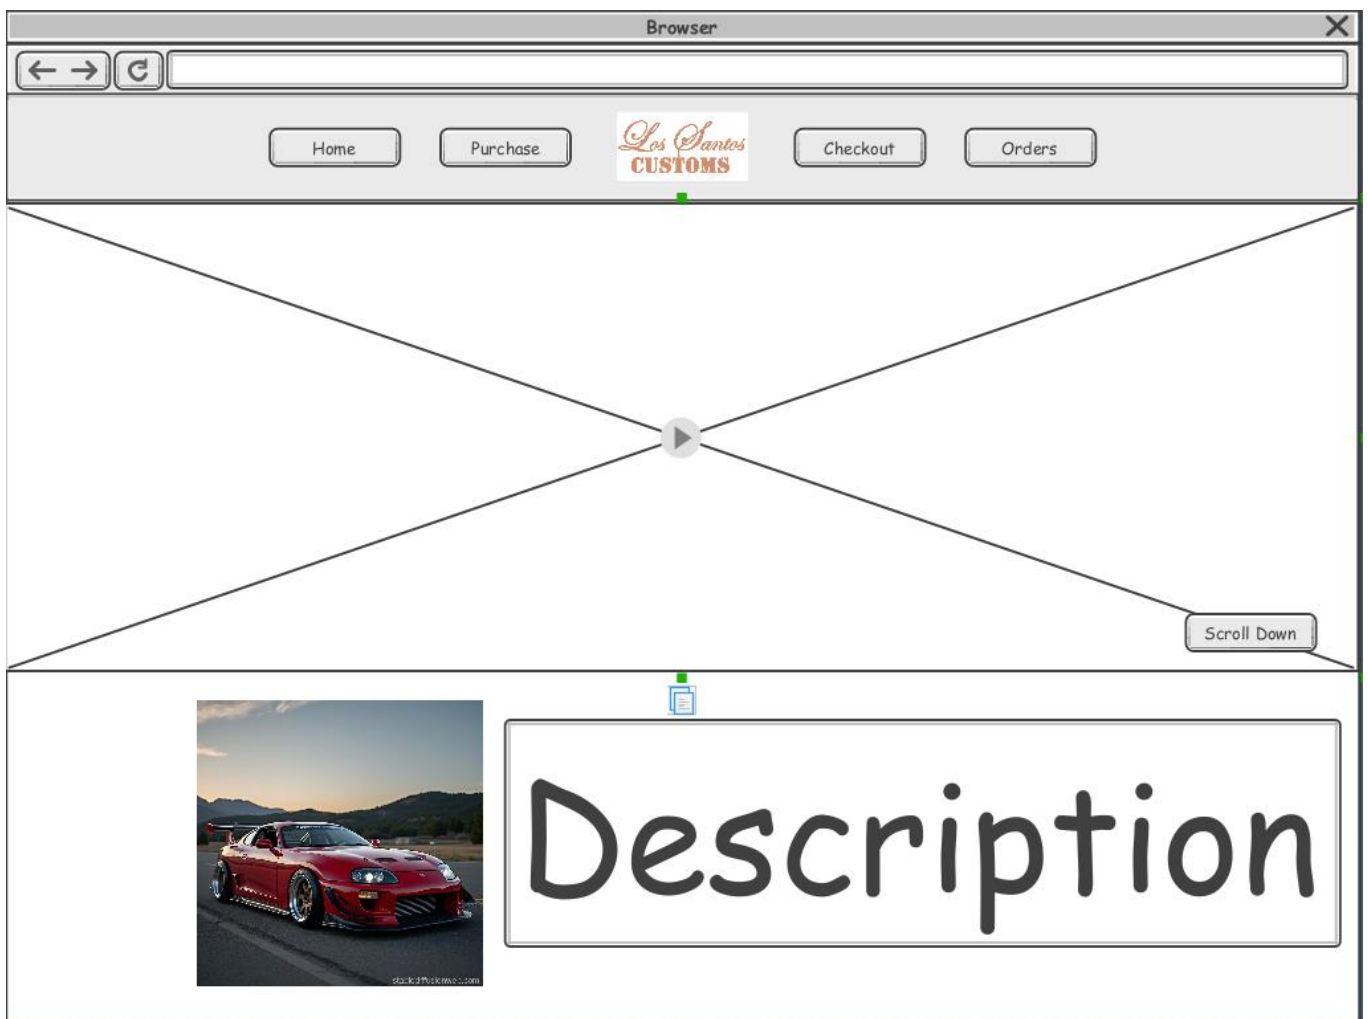 Browser
Home
Purchase
Los Santos
CUSTOMS
Checkout
Orders
Scroll Down
Description